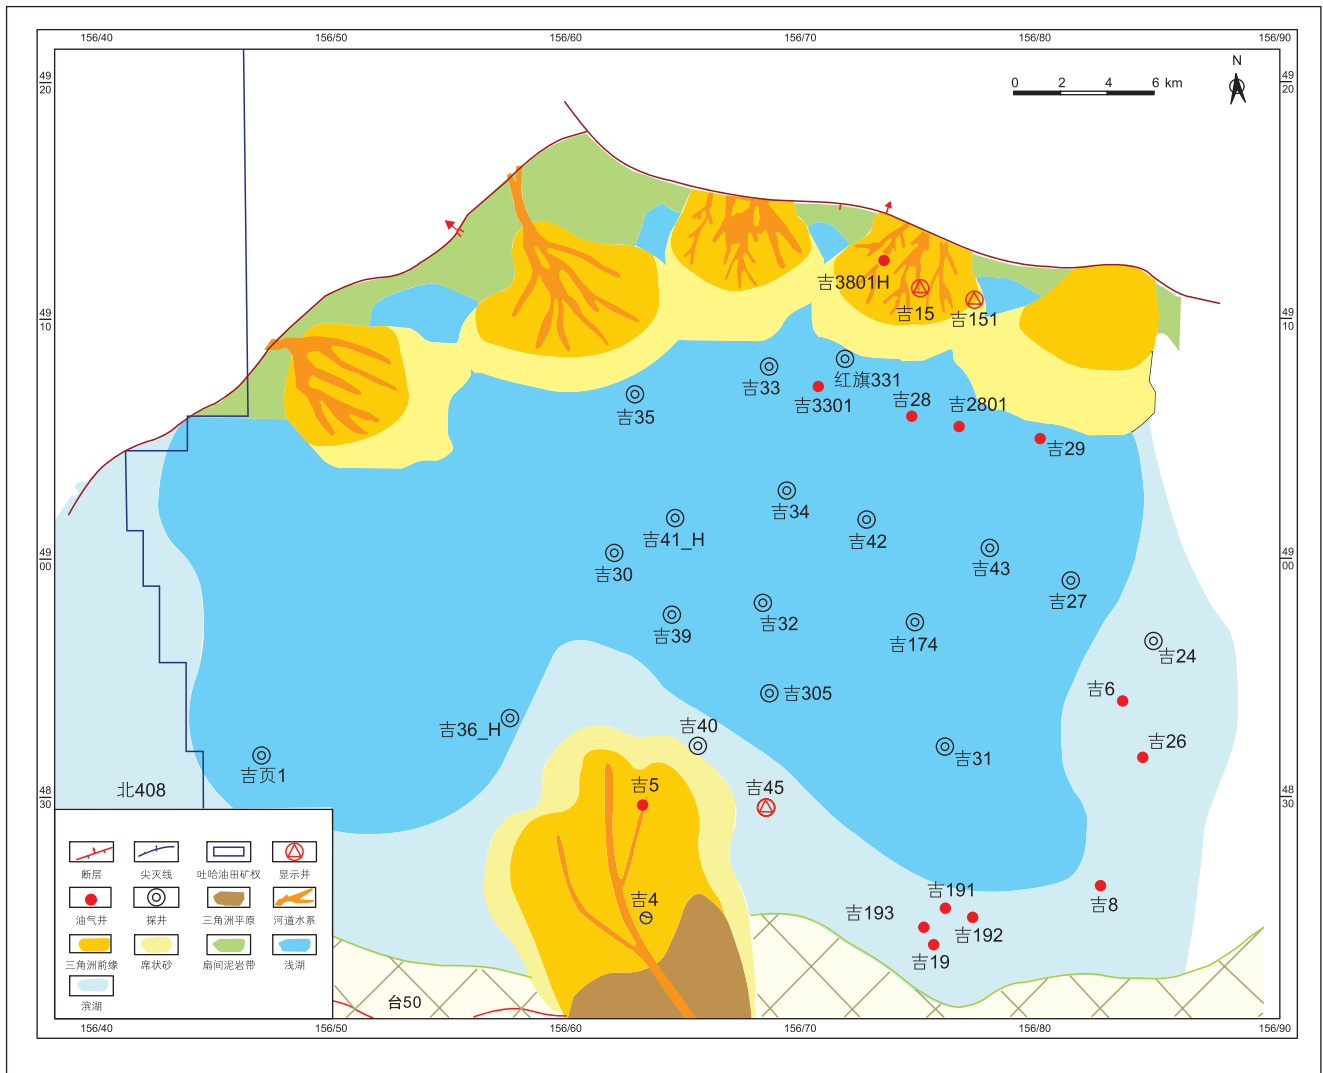 156/40 156/50 156/60 156/70 156/80 156/90
49
20
49
20
0 2 4 6 km
N
吉3801H
吉15
吉151
49
10
49
10
吉33
红旗331
吉35
吉3301
吉28
吉2801
吉29
吉34
吉41_H
吉42
吉30
吉43
49
00
49
00
吉27
吉39
吉32
吉174
吉24
吉305
吉6
吉36_H
吉40
吉26
吉31
吉页1
北408
吉5
吉45
48
30
48
30
断层 尖灭线 吐哈油田矿权 显示井
油气井 探井 三角洲平原 河道水系
三角洲前缘 席状砂 扇间泥岩带 浅湖
滨湖
吉4
吉191
吉8
吉193
吉192
吉19
台50
156/40 156/50 156/60 156/70 156/80 156/90